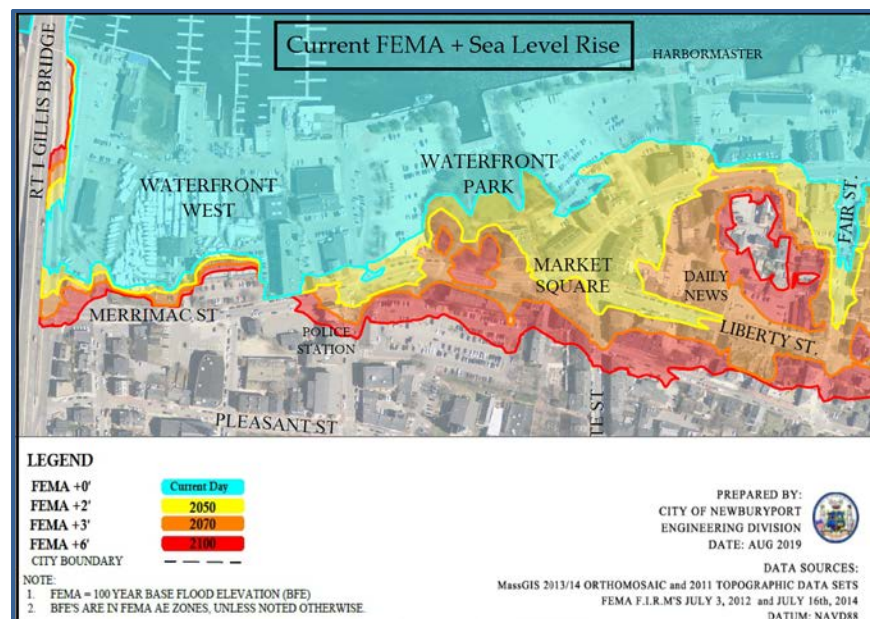 Current FEMA + Sea Level Rise
HARBORMASTER
RT 1 GILLIS BRIDGE
WATERFRONT
WEST
WATERFRONT
PARK
FAIR ST.
MARKET
SQUARE
DAILY
NEWS
MERRIMAC ST
POLICE
STATION
LIBERTY ST.
PLEASANT ST
LEGEND
FEMA +0' Current Day
FEMA +2' 2050
FEMA +3' 2070
FEMA +6' 2100
CITY BOUNDARY
NOTE:
1. FEMA = 100 YEAR BASE FLOOD ELEVATION (BFE)
2. BFE'S ARE IN FEMA AE ZONES, UNLESS NOTED OTHERWISE.
PREPARED BY:
CITY OF NEWBURYPORT
ENGINEERING DIVISION
DATE: AUG 2019
DATA SOURCES:
MassGIS 2013/14 ORTHOMOSAIC and 2011 TOPOGRAPHIC DATA SETS
FEMA F.I.R.M'S JULY 3, 2012 and JULY 16th, 2014
DATUM: NAVD88